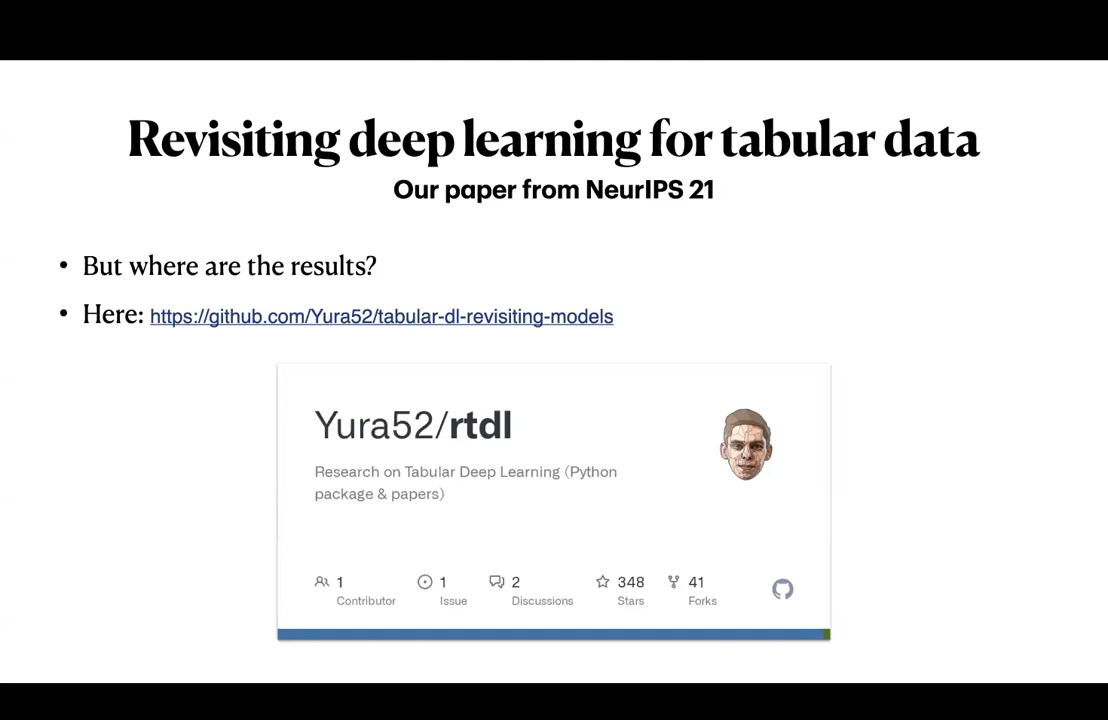 Revisiting deep learning for tabular data
Our paper from NeurIPS 21
• But where are the results?
• Here: https://github.com/Yura52/tabular-dl-revisiting-models
Yura52/rtdl
Research on Tabular Deep Learning (Python
package & papers)
1 1 2 348 41
Contributor Issue Discussions Stars Forks